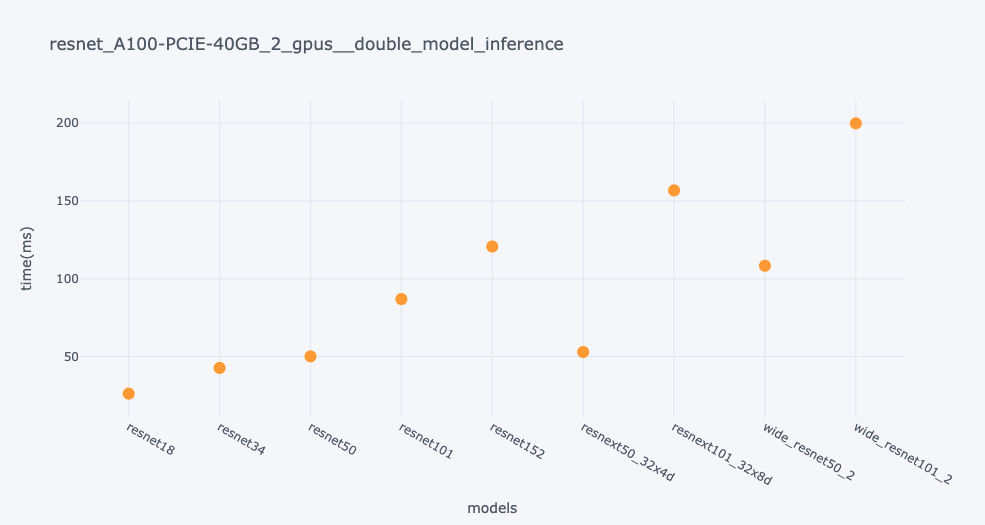 resnet_A100-PCIE-40GB_2_gpus__double_model_inference
200
150
100
50
time(ms)
resnet18
resnet34
resnet50
resnet101
resnet152
resnext50_32x4d
resnext101_32x8d
wide_resnet50_2
wide_resnet101_2
models